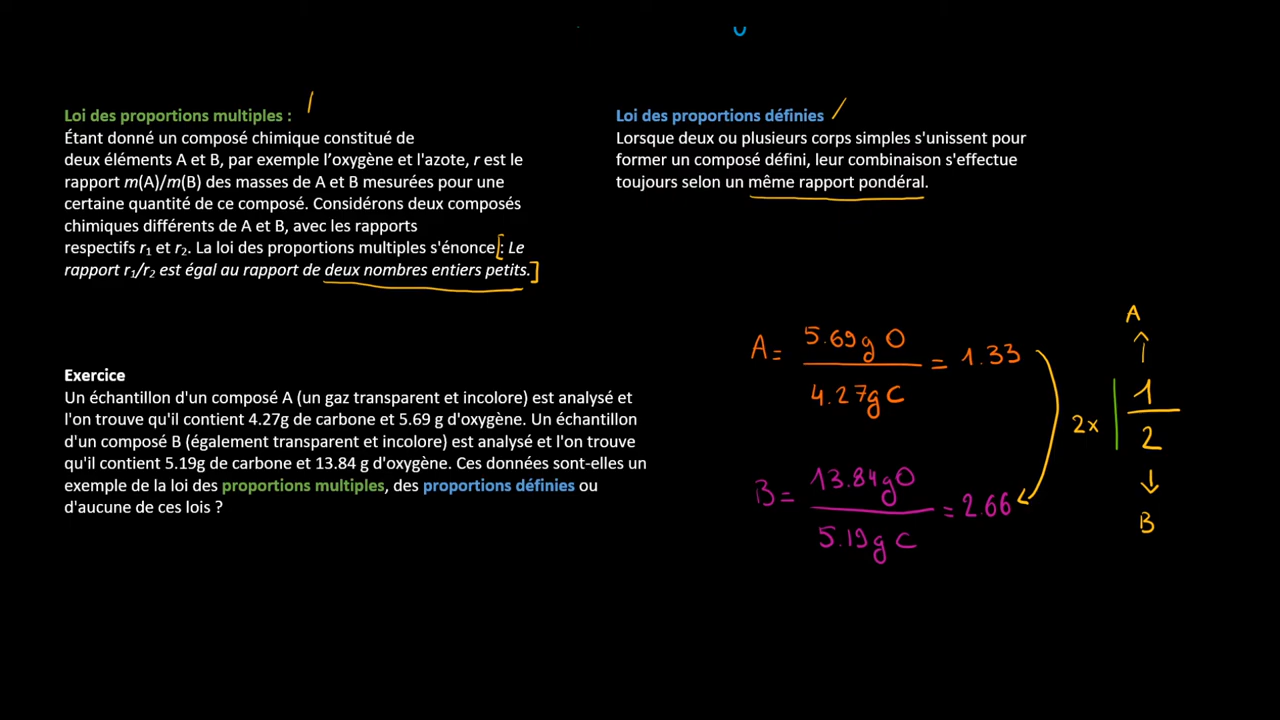 Loi des proportions multiples :
Étant donné un composé chimique constitué de
deux éléments A et B, par exemple l’oxygène et l'azote, r est le
rapport m(A)/m(B) des masses de A et B mesurées pour une
certaine quantité de ce composé. Considérons deux composés
chimiques différents de A et B, avec les rapports
respectifs r₁ et r₂. La loi des proportions multiples s'énonce [: Le
rapport r₁/r₂ est égal au rapport de deux nombres entiers petits.]
Loi des proportions définies
Lorsque deux ou plusieurs corps simples s'unissent pour
former un composé défini, leur combinaison s'effectue
toujours selon un même rapport pondéral.
Exercice
Un échantillon d'un composé A (un gaz transparent et incolore) est analysé et
l'on trouve qu'il contient 4.27g de carbone et 5.69 g d'oxygène. Un échantillon
d'un composé B (également transparent et incolore) est analysé et l'on trouve
qu'il contient 5.19g de carbone et 13.84 g d'oxygène. Ces données sont-elles un
exemple de la loi des proportions multiples, des proportions définies ou
d'aucune de ces lois ?
A = 5.69g O / 4.27g C = 1.33
B = 13.84g O / 5.19g C = 2.66
2x
A
1
2
B